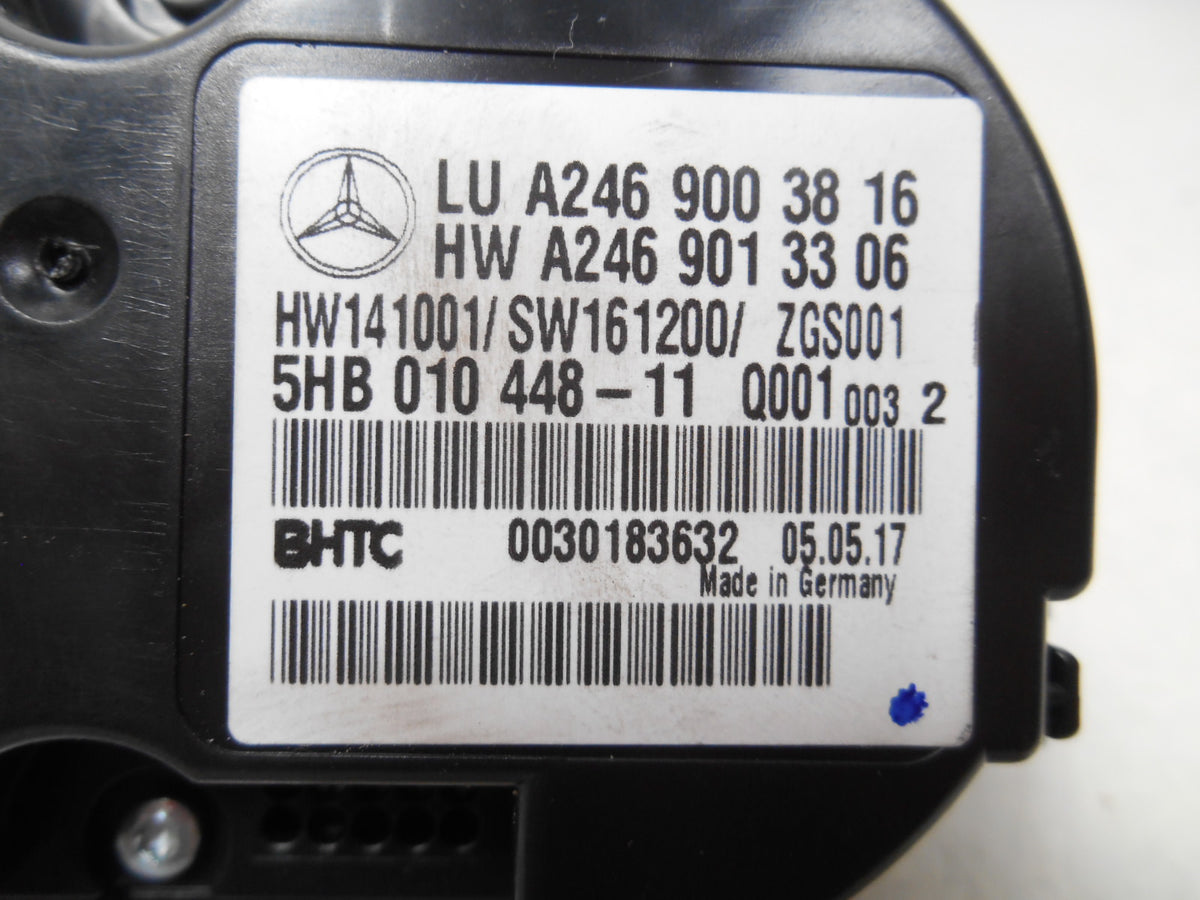 LU A246 900 38 16
HW A246 901 33 06
HW141001/ SW161200/ ZGS001
5HB 010 448-11 Q001 003 2
BHTC 0030183632 05.05.17
Made in Germany